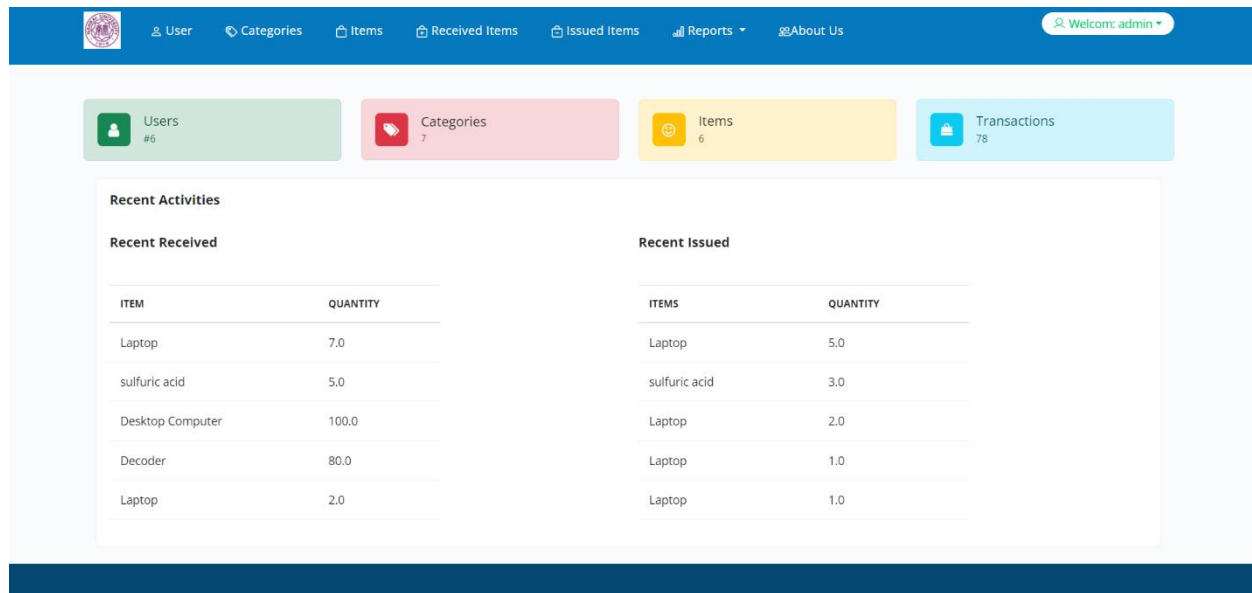 User Categories Items Received Items Issued Items Reports About Us Welcom: admin
Users
#6
Categories
7
Items
6
Transactions
78
Recent Activities
Recent Received
ITEM QUANTITY
Laptop 7.0
sulfuric acid 5.0
Desktop Computer 100.0
Decoder 80.0
Laptop 2.0
Recent Issued
ITEMS QUANTITY
Laptop 5.0
sulfuric acid 3.0
Laptop 2.0
Laptop 1.0
Laptop 1.0